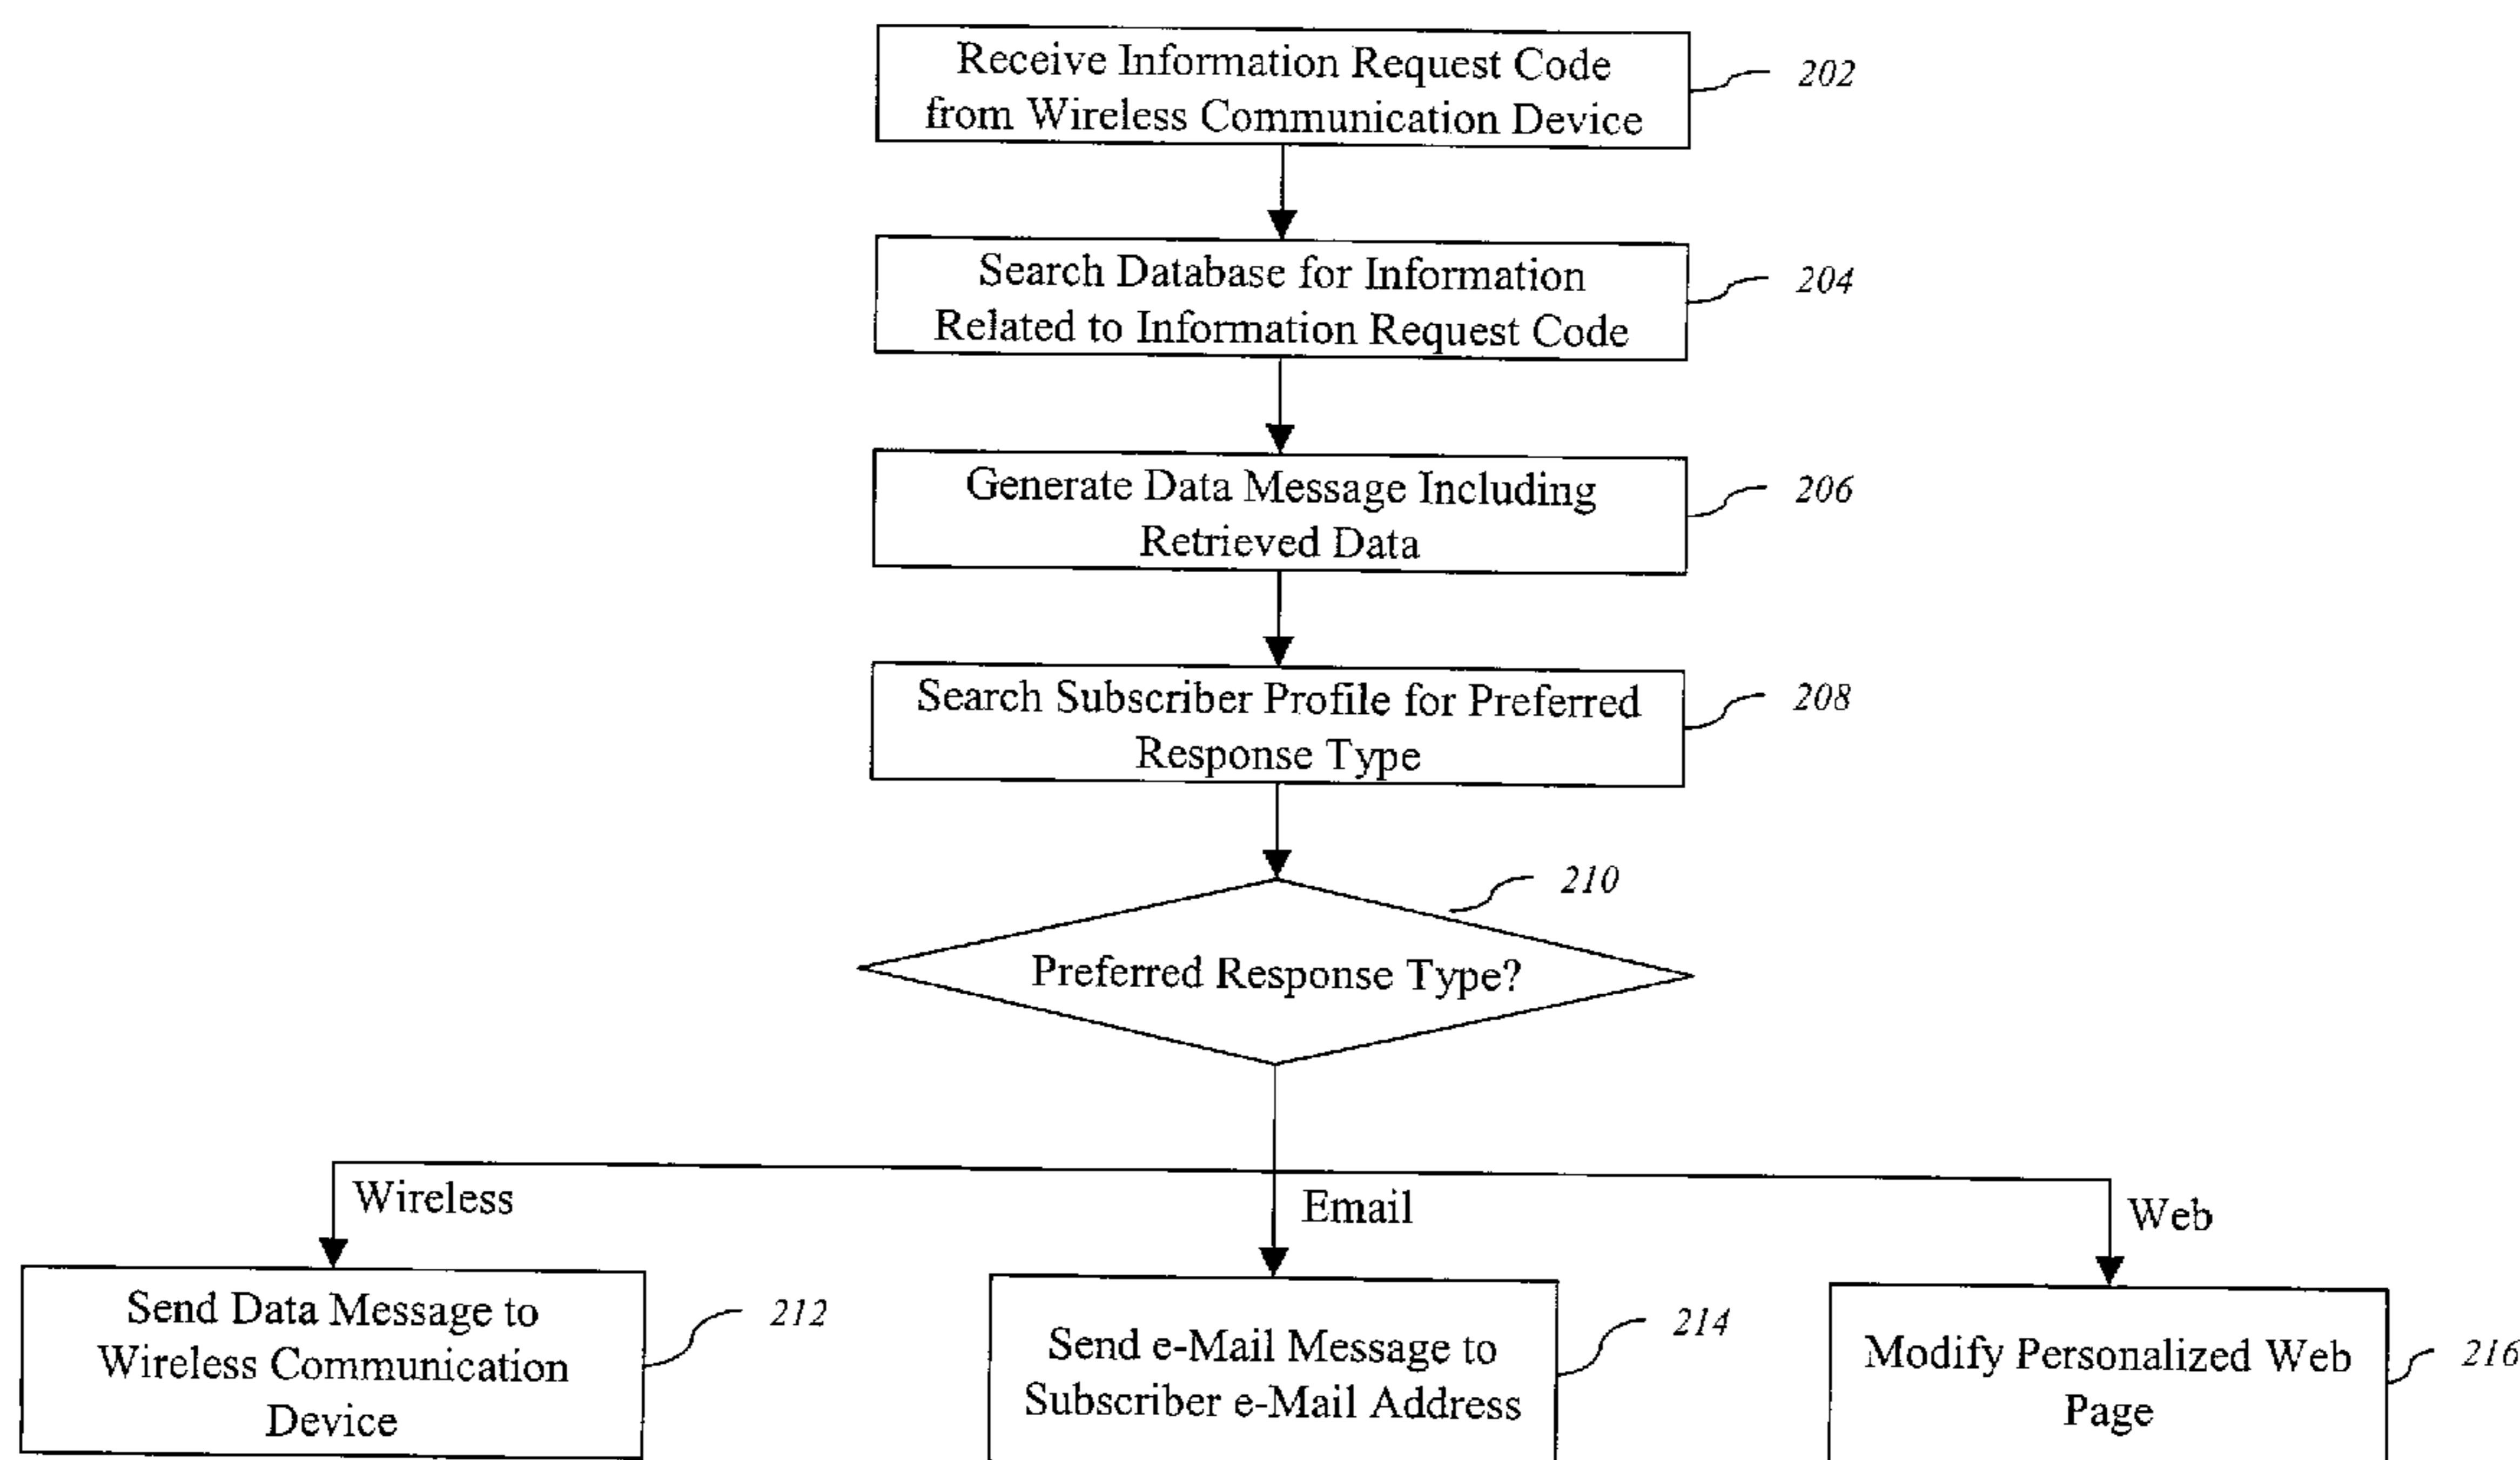 Receive Information Request Code
from Wireless Communication Device
202
Search Database for Information
Related to Information Request Code
204
Generate Data Message Including
Retrieved Data
206
Search Subscriber Profile for Preferred
Response Type
208
210
Preferred Response Type?
Wireless
Email
Web
Send Data Message to
Wireless Communication
Device
212
Send e-Mail Message to
Subscriber e-Mail Address
214
Modify Personalized Web
Page
216